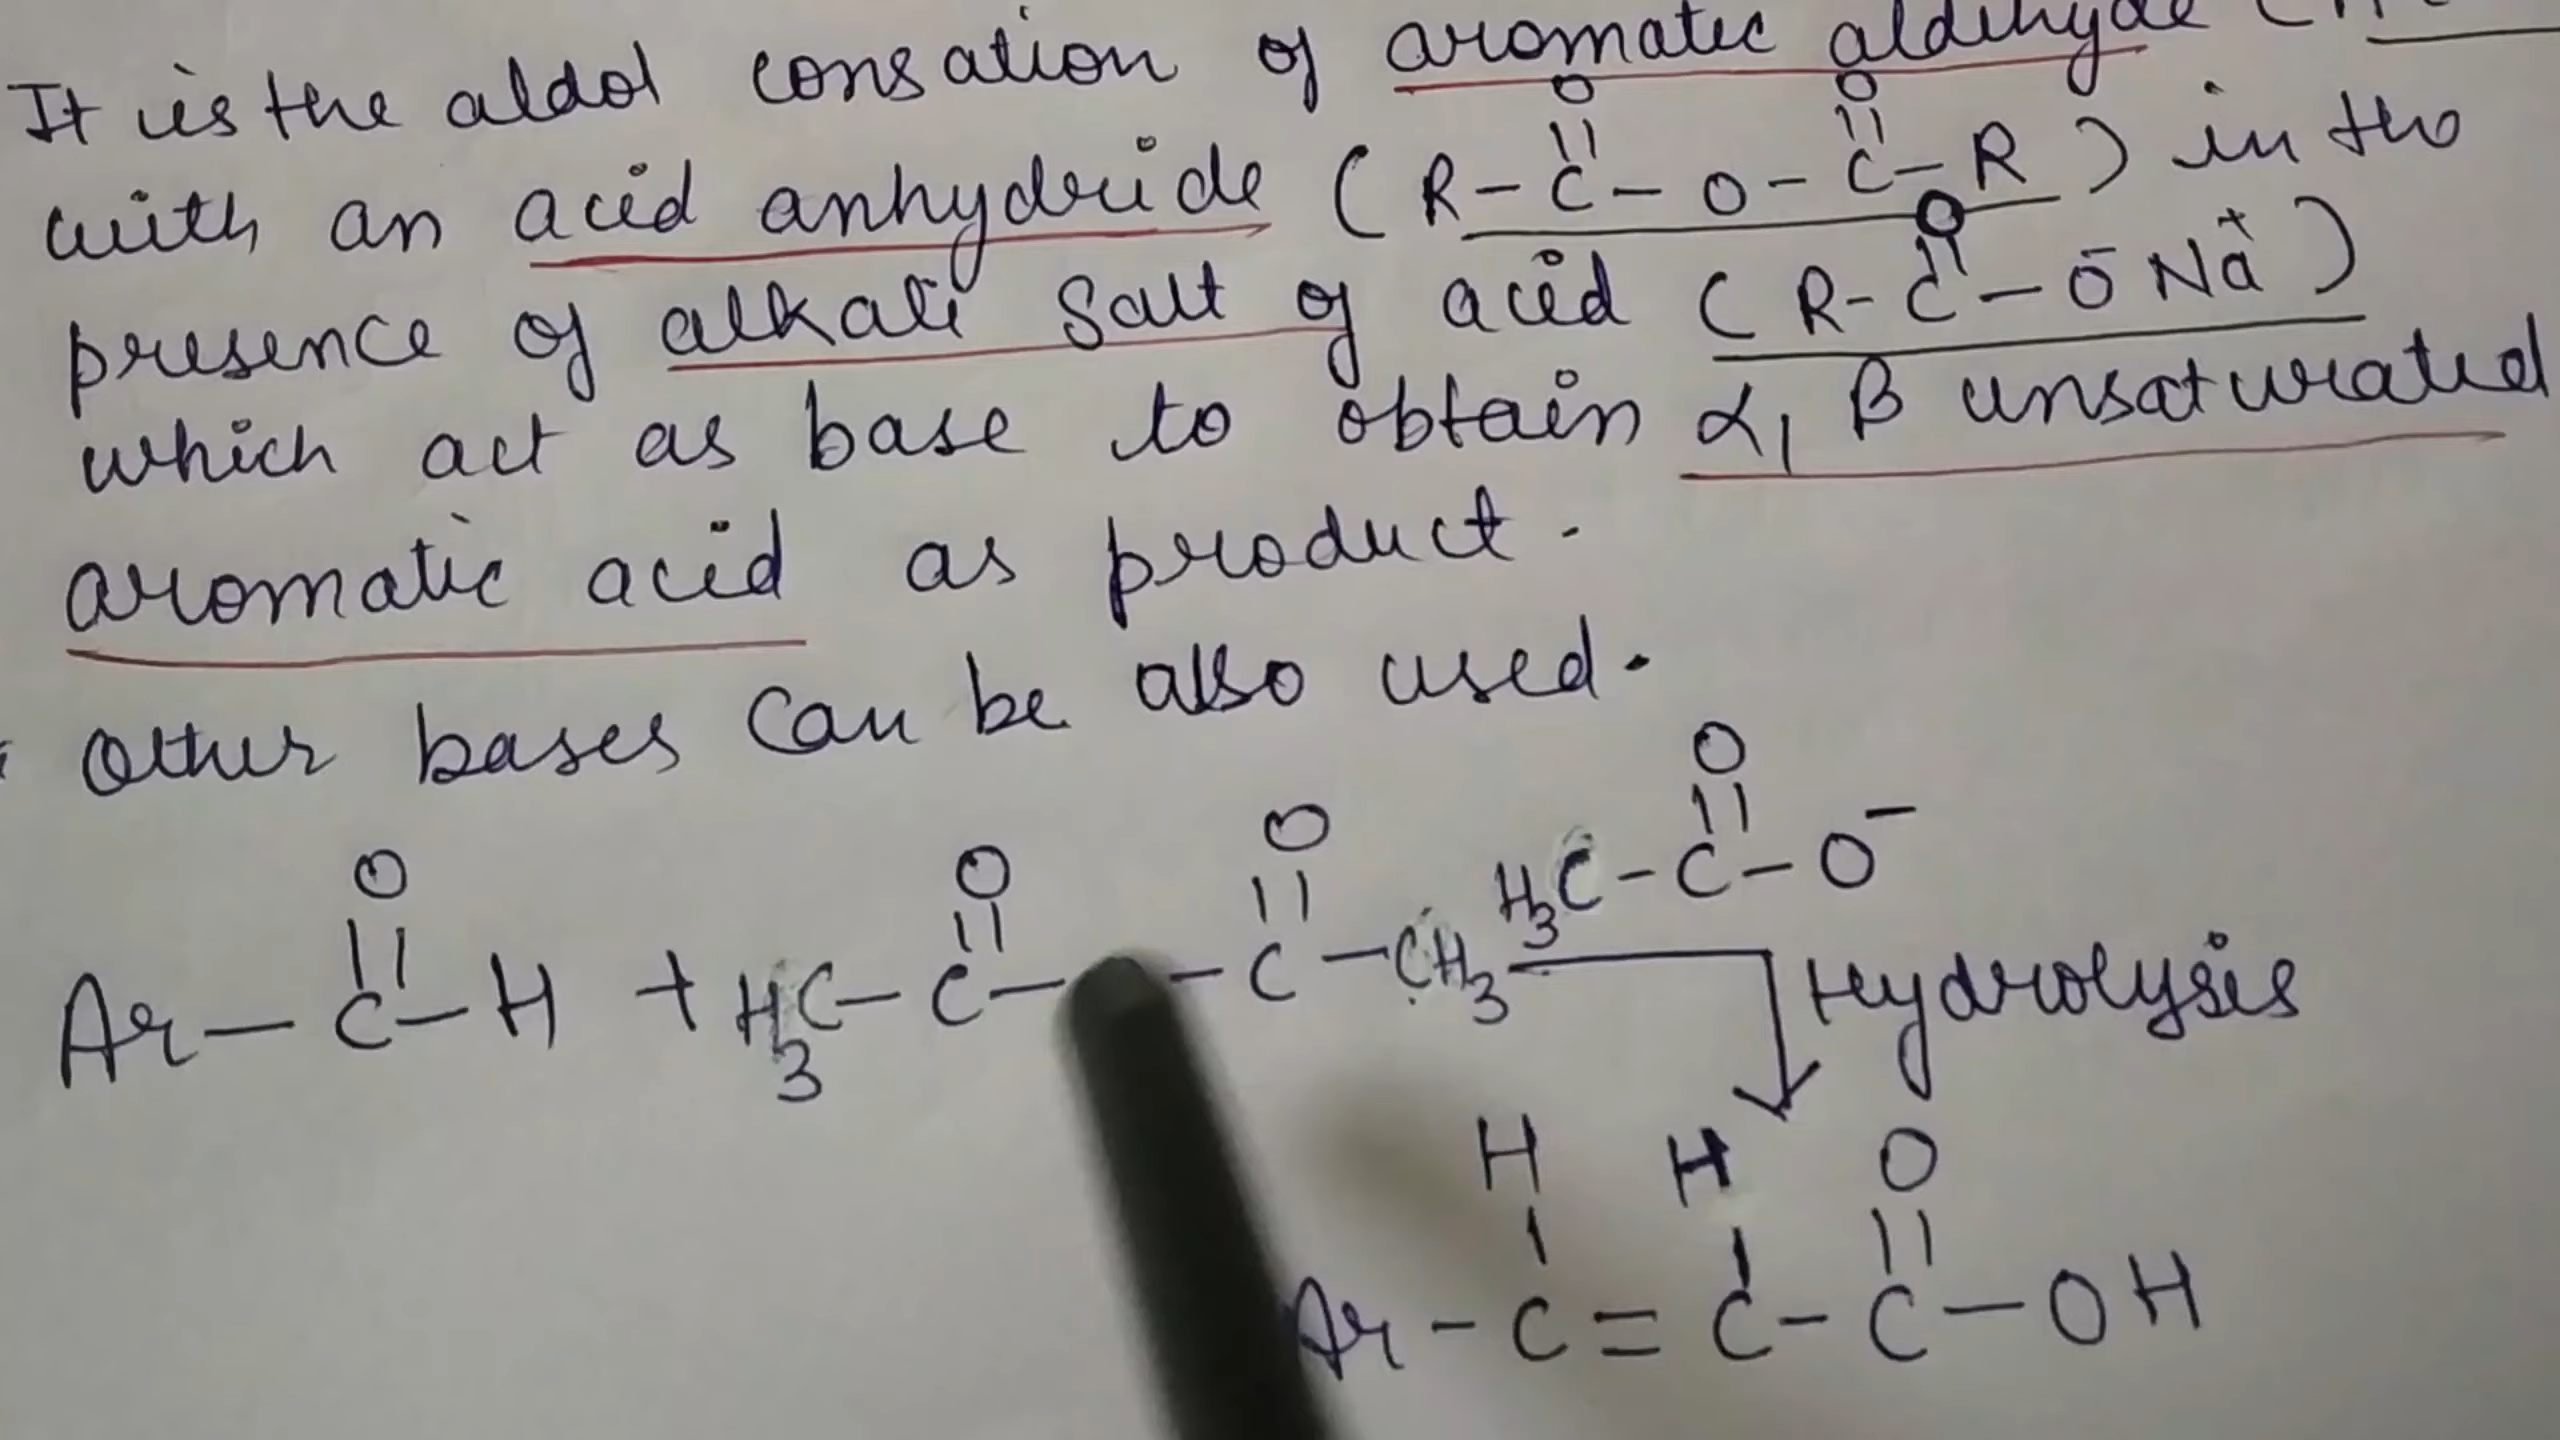 It is the aldol consation of aromatic aldehyde (
with an acid anhydride ( R-C-O-C-R ) in the
O O
|| ||
presence of alkali salt of acid ( R-C-O⁻ Na⁺ )
O
||
which act as base to obtain α, β unsaturated
aromatic acid as product.
Other bases can be also used.
O O O O
|| || || ||
Ar-C-H + H₃C-C- -C-CH₃ H₃C-C-O⁻
Hydrolysis
H H O
| | ||
Ar-C=C-C-OH